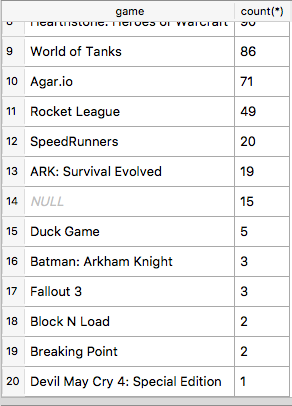 game count(*)
8 Hearthstone: Heroes of Warcraft 90
9 World of Tanks 86
10 Agar.io 71
11 Rocket League 49
12 SpeedRunners 20
13 ARK: Survival Evolved 19
14 NULL 15
15 Duck Game 5
16 Batman: Arkham Knight 3
17 Fallout 3 3
18 Block N Load 2
19 Breaking Point 2
20 Devil May Cry 4: Special Edition 1